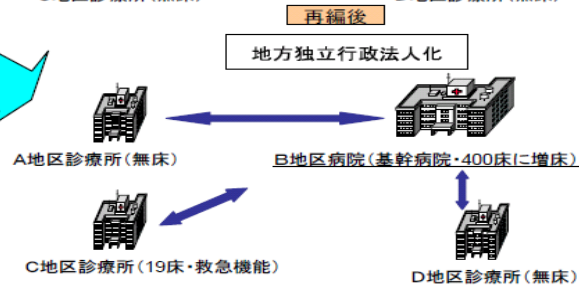 再編後
地方独立行政法人化
A地区診療所(無床)
B地区病院(基幹病院・400床に増床)
C地区診療所(19床・救急機能)
D地区診療所(無床)